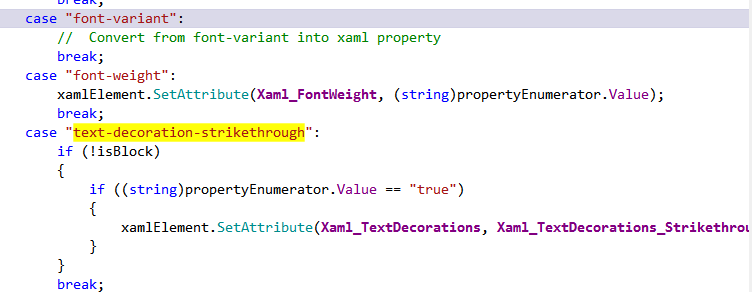 break;
case "font-variant":
// Convert from font-variant into xaml property
break;
case "font-weight":
xamlElement.SetAttribute(Xaml_FontWeight, (string)propertyEnumerator.Value);
break;
case "text-decoration-strikethrough":
if (!isBlock)
{
if ((string)propertyEnumerator.Value == "true")
{
xamlElement.SetAttribute(Xaml_TextDecorations, Xaml_TextDecorations_Strikethrou
}
}
break;